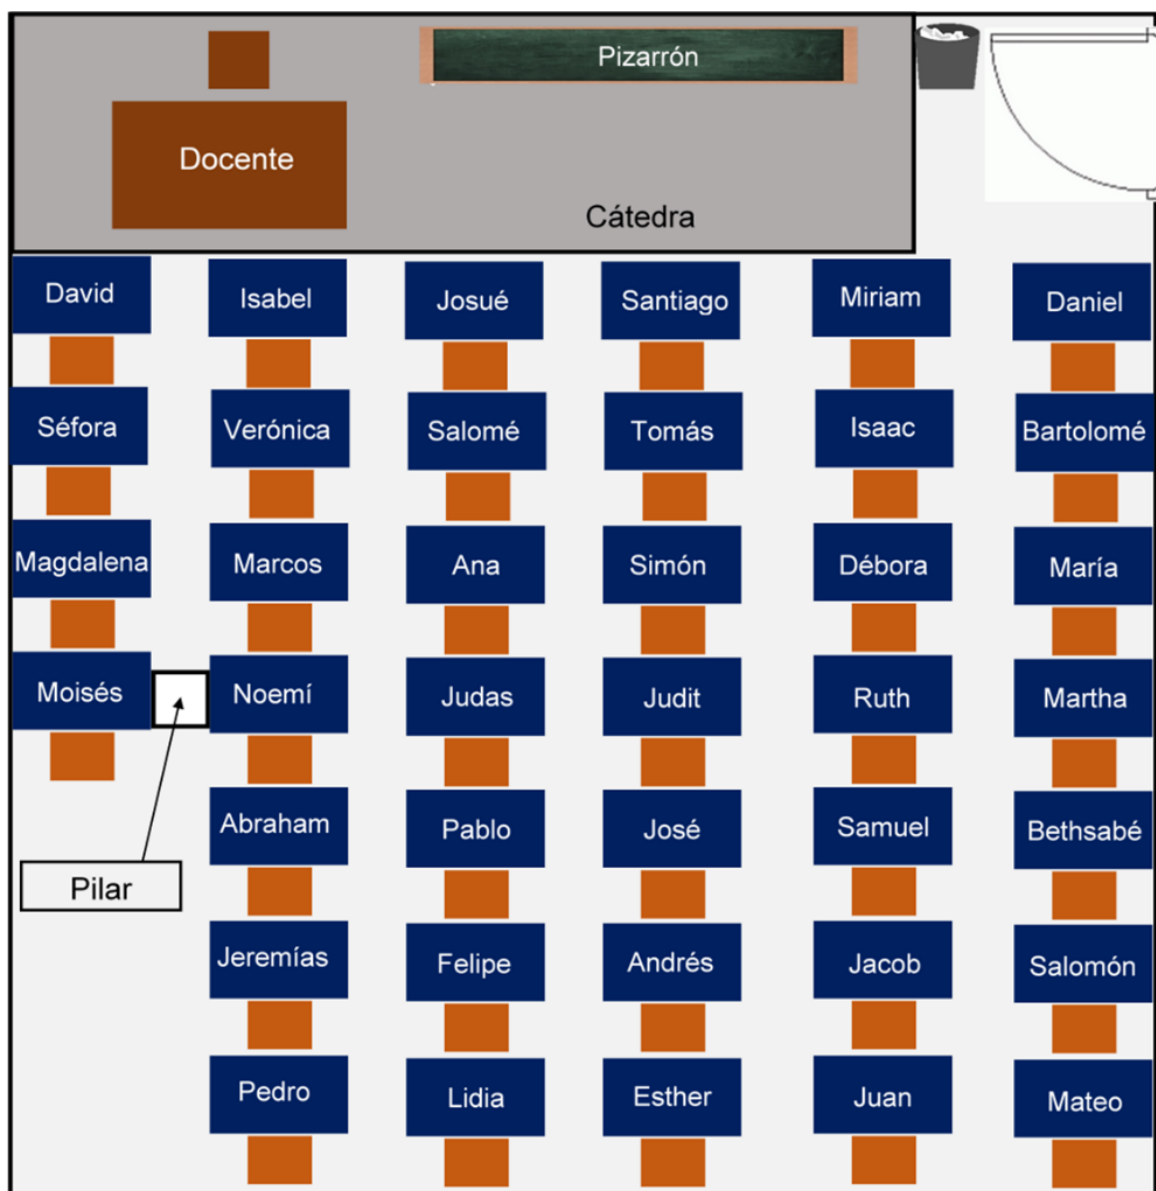 Pizarrón
Docente
Cátedra
David Isabel Josué Santiago Miriam Daniel
Séfora Verónica Salomé Tomás Isaac Bartolomé
Magdalena Marcos Ana Simón Débora María
Moisés Noemí Judas Judit Ruth Martha
Abraham Pablo José Samuel Bethsabé
Pilar
Jeremías Felipe Andrés Jacob Salomón
Pedro Lidia Esther Juan Mateo